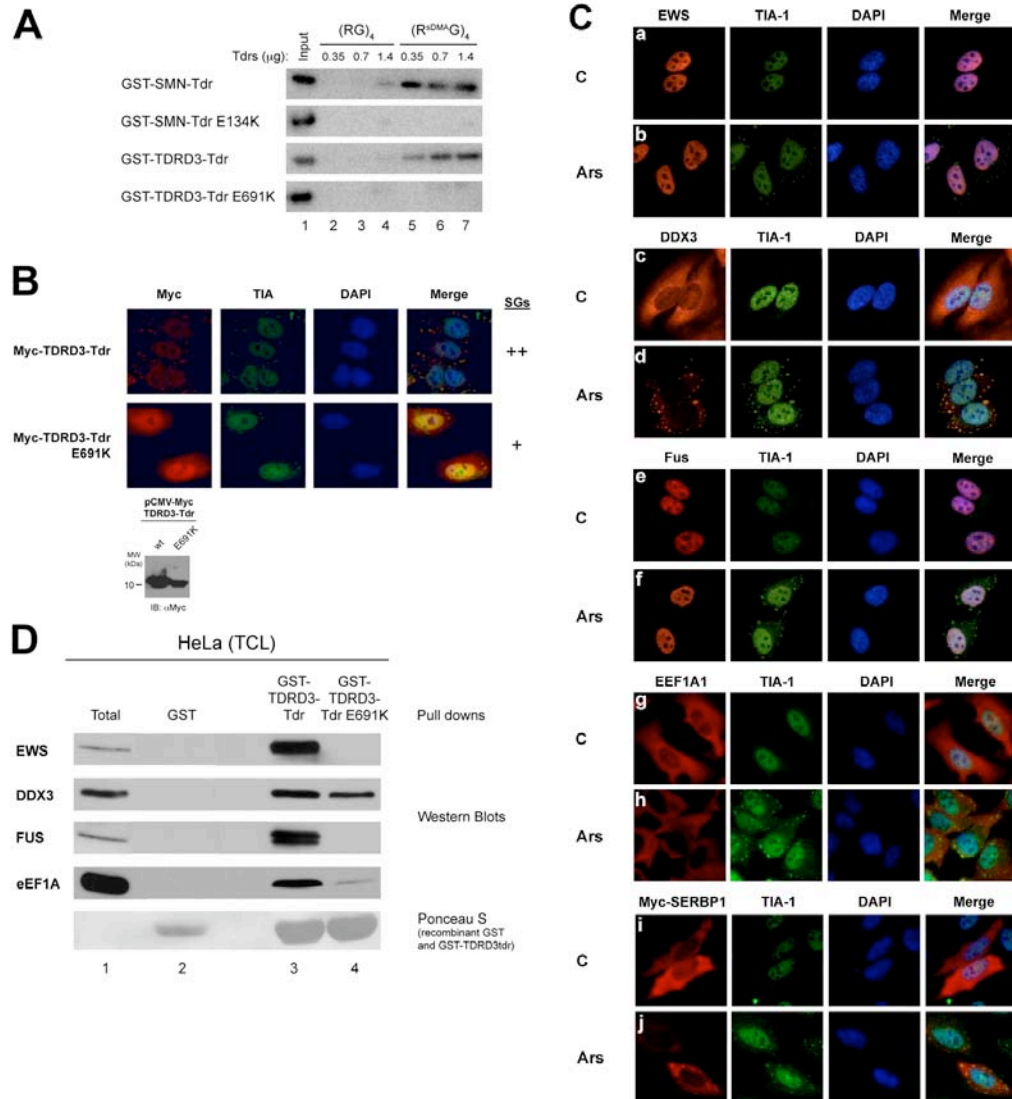 A
Input
(RG)4
(RsDMAG)4
Tdrs (µg):
0.35 0.7 1.4 0.35 0.7 1.4
GST-SMN-Tdr
GST-SMN-Tdr E134K
GST-TDRD3-Tdr
GST-TDRD3-Tdr E691K
1 2 3 4 5 6 7
B
Myc TIA DAPI Merge SGs
Myc-TDRD3-Tdr
++
Myc-TDRD3-Tdr
E691K
+
pCMV-Myc
TDRD3-Tdr
wt E691K
MW
(kDa)
10
IB: αMyc
C
EWS TIA-1 DAPI Merge
a
C
b
Ars
DDX3 TIA-1 DAPI Merge
c
C
d
Ars
Fus TIA-1 DAPI Merge
e
C
f
Ars
EEF1A1 TIA-1 DAPI Merge
g
C
h
Ars
Myc-SERBP1 TIA-1 DAPI Merge
i
C
j
Ars
D
HeLa (TCL)
Total
GST
GST-
TDRD3-
Tdr
GST-
TDRD3-
Tdr E691K
Pull downs
EWS
DDX3
FUS
eEF1A
Western Blots
Ponceau S
(recombinant GST
and GST-TDRD3tdr)
1 2 3 4